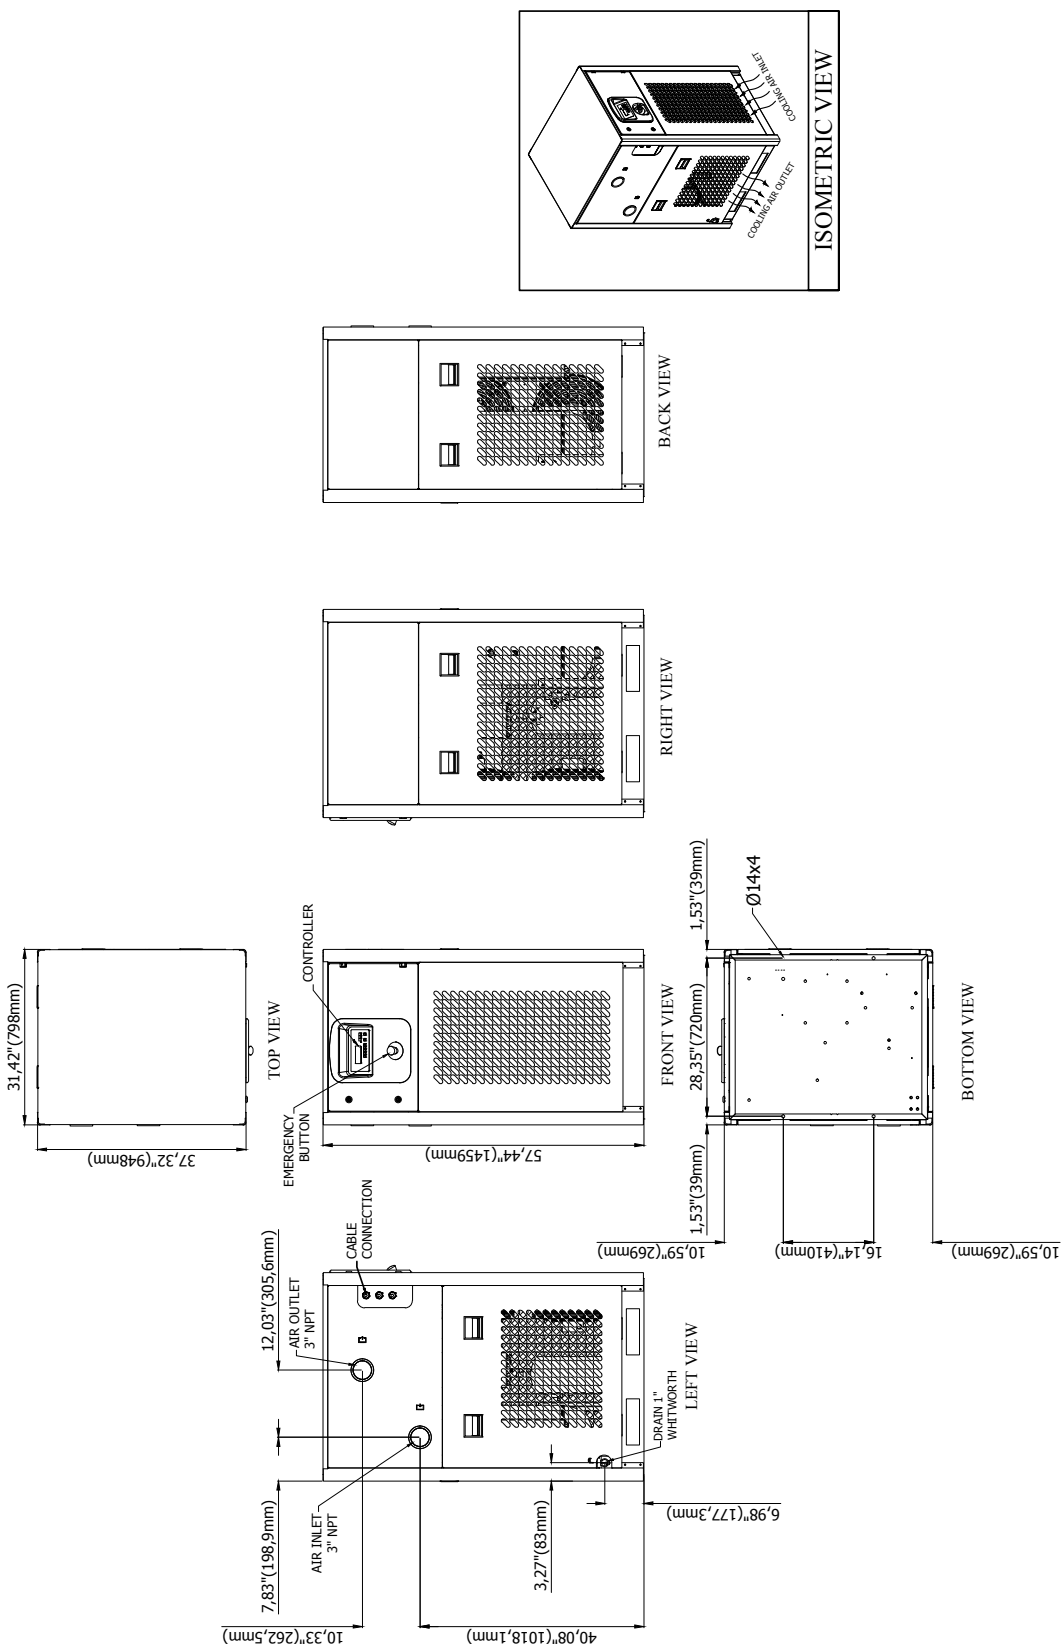 ISOMETRIC VIEW
COOLING AIR INLET
COOLING AIR OUTLET
BACK VIEW
RIGHT VIEW
31,42"(798mm)
37,32"(948mm)
TOP VIEW
CONTROLLER
EMERGENCY
BUTTON
57,44"(1459mm)
FRONT VIEW
1,53"(39mm)
28,35"(720mm)
1,53"(39mm)
Ø14x4
10,59"(269mm)
16,14"(410mm)
10,59"(269mm)
BOTTOM VIEW
12,03"(305,6mm)
7,83"(198,9mm)
CABLE
CONNECTION
AIR OUTLET
3" NPT
AIR INLET
3" NPT
10,33"(262,5mm)
40,08"(1018,1mm)
3,27"(83mm)
6,98"(177,3mm)
DRAIN 1"
WHITWORTH
LEFT VIEW